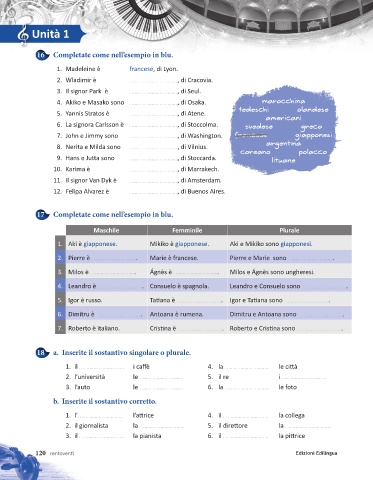 Unità 1
16 Completate come nell'esempio in blu.
1. Madeleine è francese, di Lyon.
2. Wladimir è ...................., di Cracovia.
3. Il signor Park è ...................., di Seul.
4. Akiko e Masako sono ...................., di Osaka.
5. Yannis Stratos è ...................., di Atene.
6. La signora Carlsson è ...................., di Stoccolma.
7. John e Jimmy sono ...................., di Washington.
8. Nerita e Milda sono ...................., di Vilnius.
9. Hans e Jutta sono ...................., di Stoccarda.
10. Karima è ...................., di Marrakech.
11. Il signor Van Dyk è ...................., di Amsterdam.
12. Felipa Alvarez è ...................., di Buenos Aires.
marocchina
tedeschi olandese
americani
svedese greco
giapponesi
argentina
coreano polacco
lituane
17 Completate come nell'esempio in blu.
Maschile Femminile Plurale
1. Aki è giapponese. Mikiko è giapponese. Aki e Mikiko sono giapponesi.
2. Pierre è .................... . Marie è francese. Pierre e Marie sono .................... .
3. Milos è .................... . Ágnès è .................... . Milos e Ágnès sono ungheresi.
4. Leandro è .................... . Consuelo è spagnola. Leandro e Consuelo sono .................... .
5. Igor è russo. Tatiana è .................... . Igor e Tatiana sono .................... .
6. Dimitru è .................... . Antoana è rumena. Dimitru e Antoana sono .................... .
7. Roberto è italiano. Cristina è .................... . Roberto e Cristina sono .................... .
18 a. Inserite il sostantivo singolare o plurale.
1. il .................... i caffè 4. la .................... le città
2. l'università le .................... 5. il re i ....................
3. l'auto le .................... 6. la .................... le foto
b. Inserite il sostantivo corretto.
1. l' .................... l'attrice 4. il .................... la collega
2. il giornalista la .................... 5. il direttore la ....................
3. il .................... la pianista 6. il .................... la pittrice
120 centoventi Edizioni Edilingua